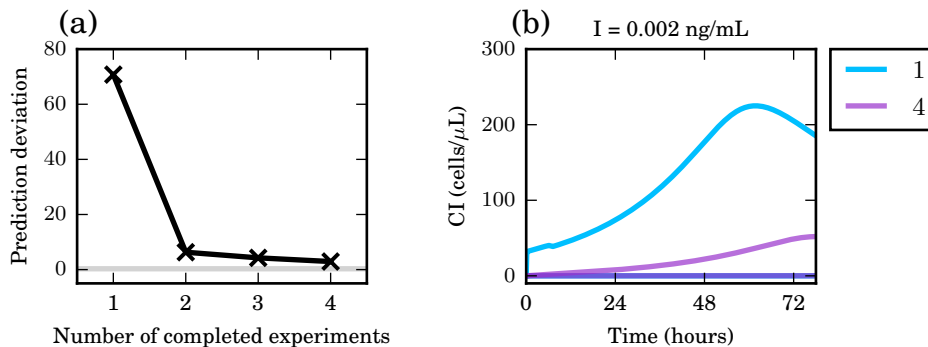 (a)
Prediction deviation
80
60
40
20
0
1 2 3 4
Number of completed experiments
(b)
I = 0.002 ng/mL
CI (cells/μL)
300
200
100
0
0 24 48 72
Time (hours)
1
4